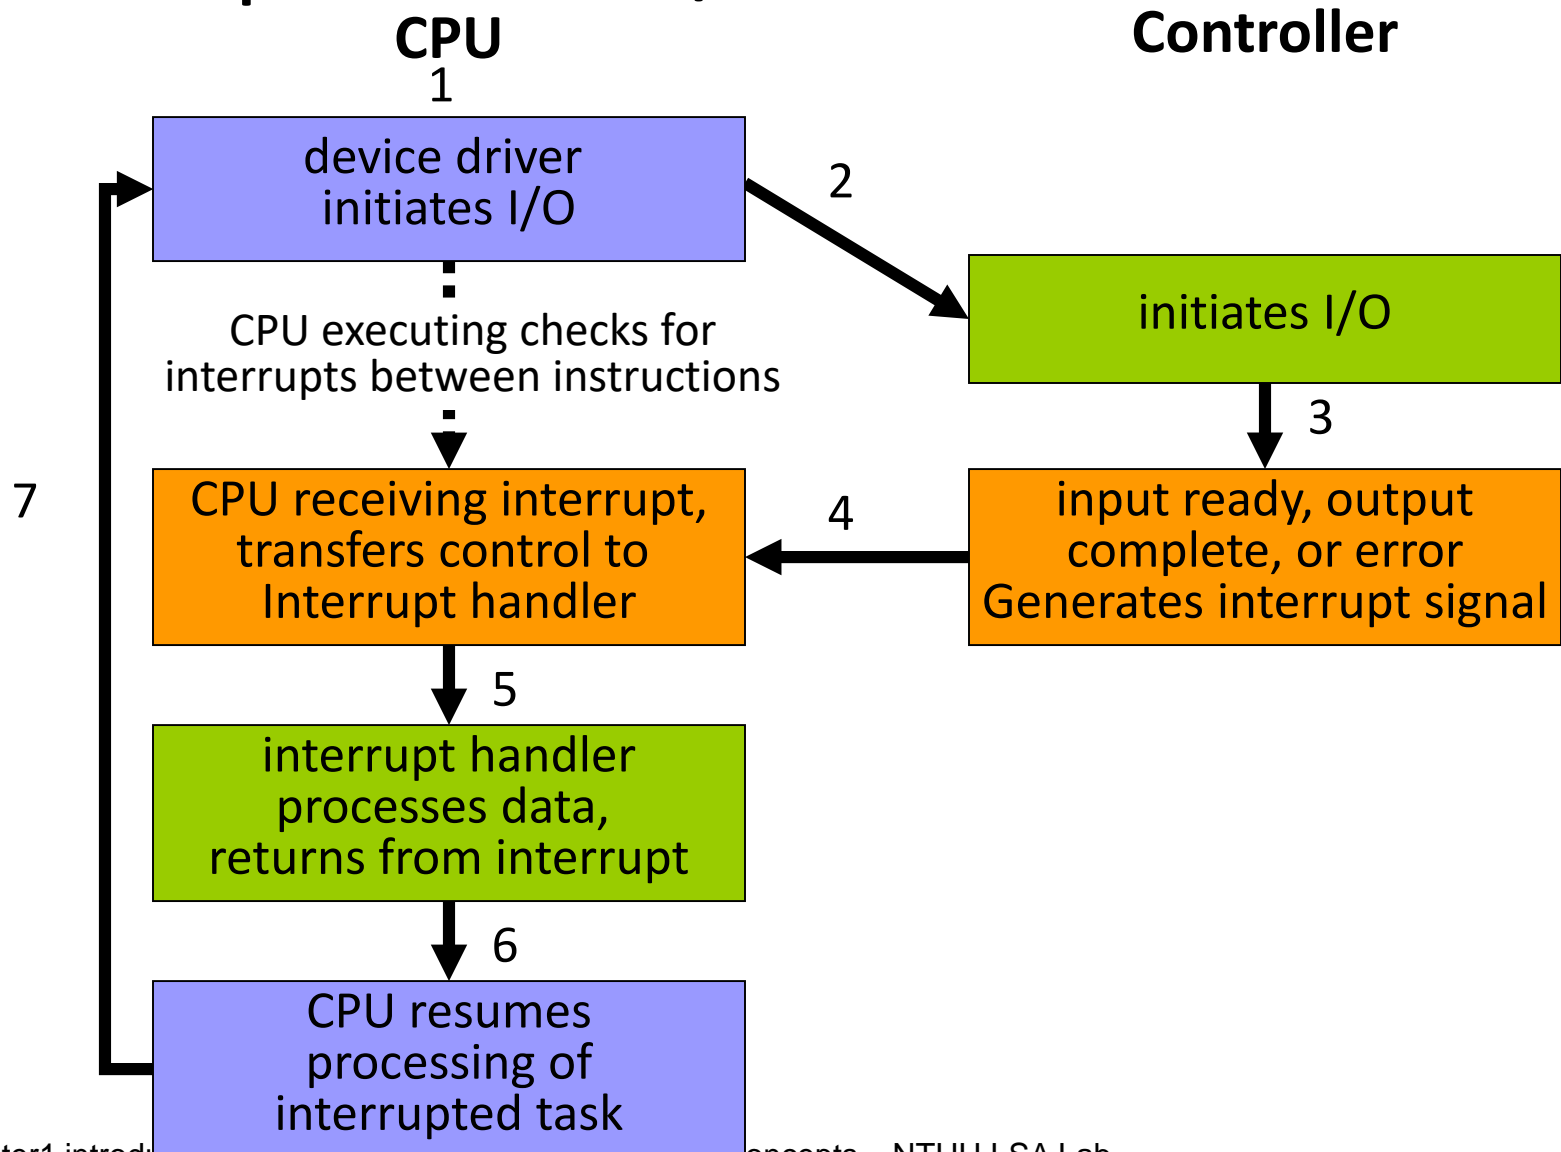 CPU
Controller
1
device driver
initiates I/O
2
initiates I/O
CPU executing checks for
interrupts between instructions
3
7
CPU receiving interrupt,
transfers control to
Interrupt handler
4
input ready, output
complete, or error
Generates interrupt signal
5
interrupt handler
processes data,
returns from interrupt
6
CPU resumes
processing of
interrupted task